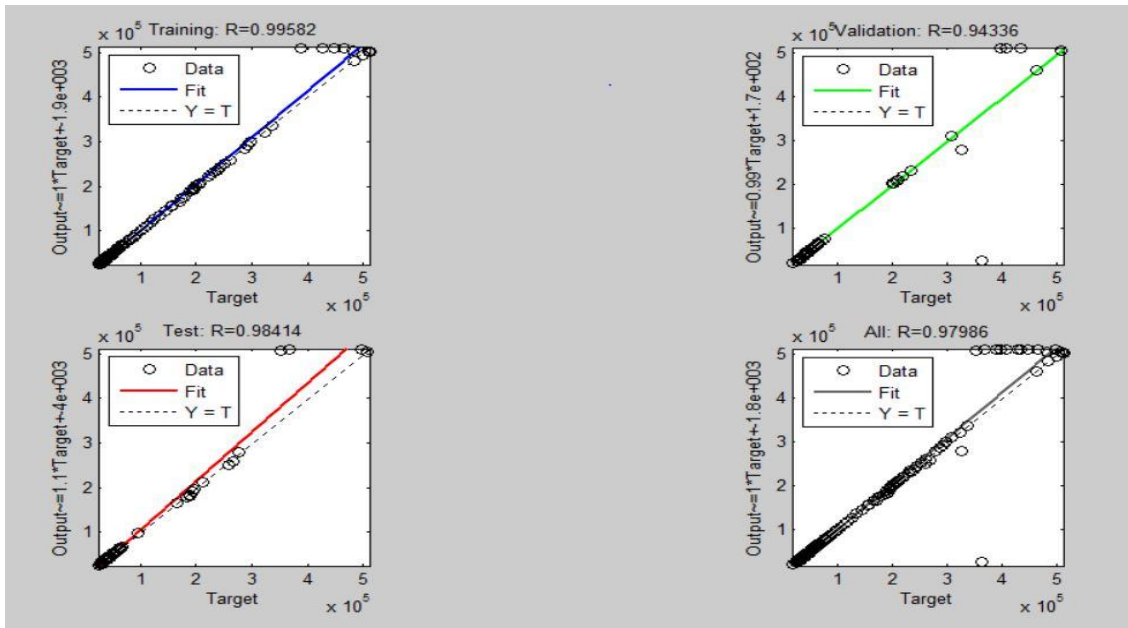 x 10^5 Training: R=0.99582
Output~=1*Target+-1.9e+003
5
4
3
2
1
Data
Fit
Y = T
1 2 3 4 5
Target
x 10^5
x 10^5 Validation: R=0.94336
Output~=0.99*Target+1.7e+002
5
4
3
2
1
Data
Fit
Y = T
1 2 3 4 5
Target
x 10^5
x 10^5 Test: R=0.98414
Output~=1.1*Target+-4e+003
5
4
3
2
1
Data
Fit
Y = T
1 2 3 4 5
Target
x 10^5
x 10^5 All: R=0.97986
Output~=1*Target+-1.8e+003
5
4
3
2
1
Data
Fit
Y = T
1 2 3 4 5
Target
x 10^5